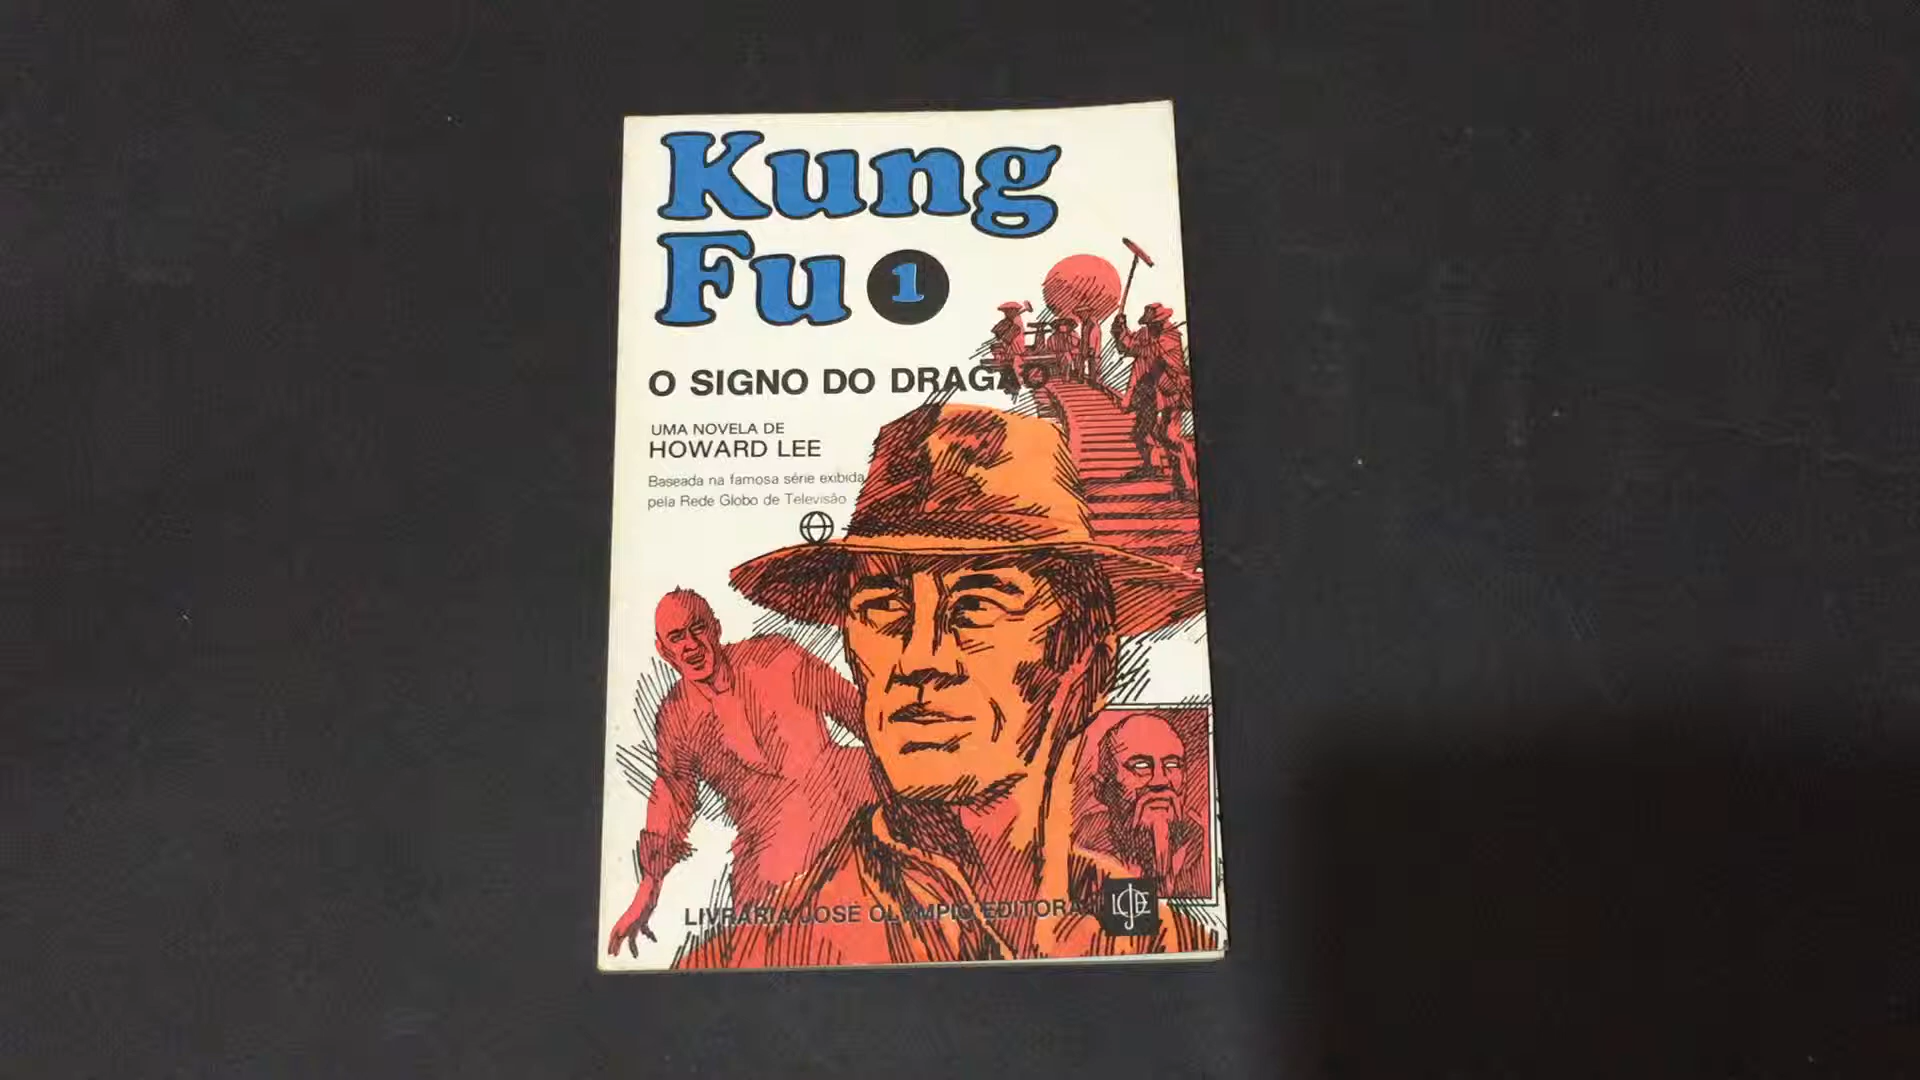 Kung
Fu 1
O SIGNO DO DRAGÃO
UMA NOVELA DE
HOWARD LEE
Baseada na famosa série exibida
pela Rede Globo de Televisão
LIVRARIA JOSÉ OLYMPIO EDITORA